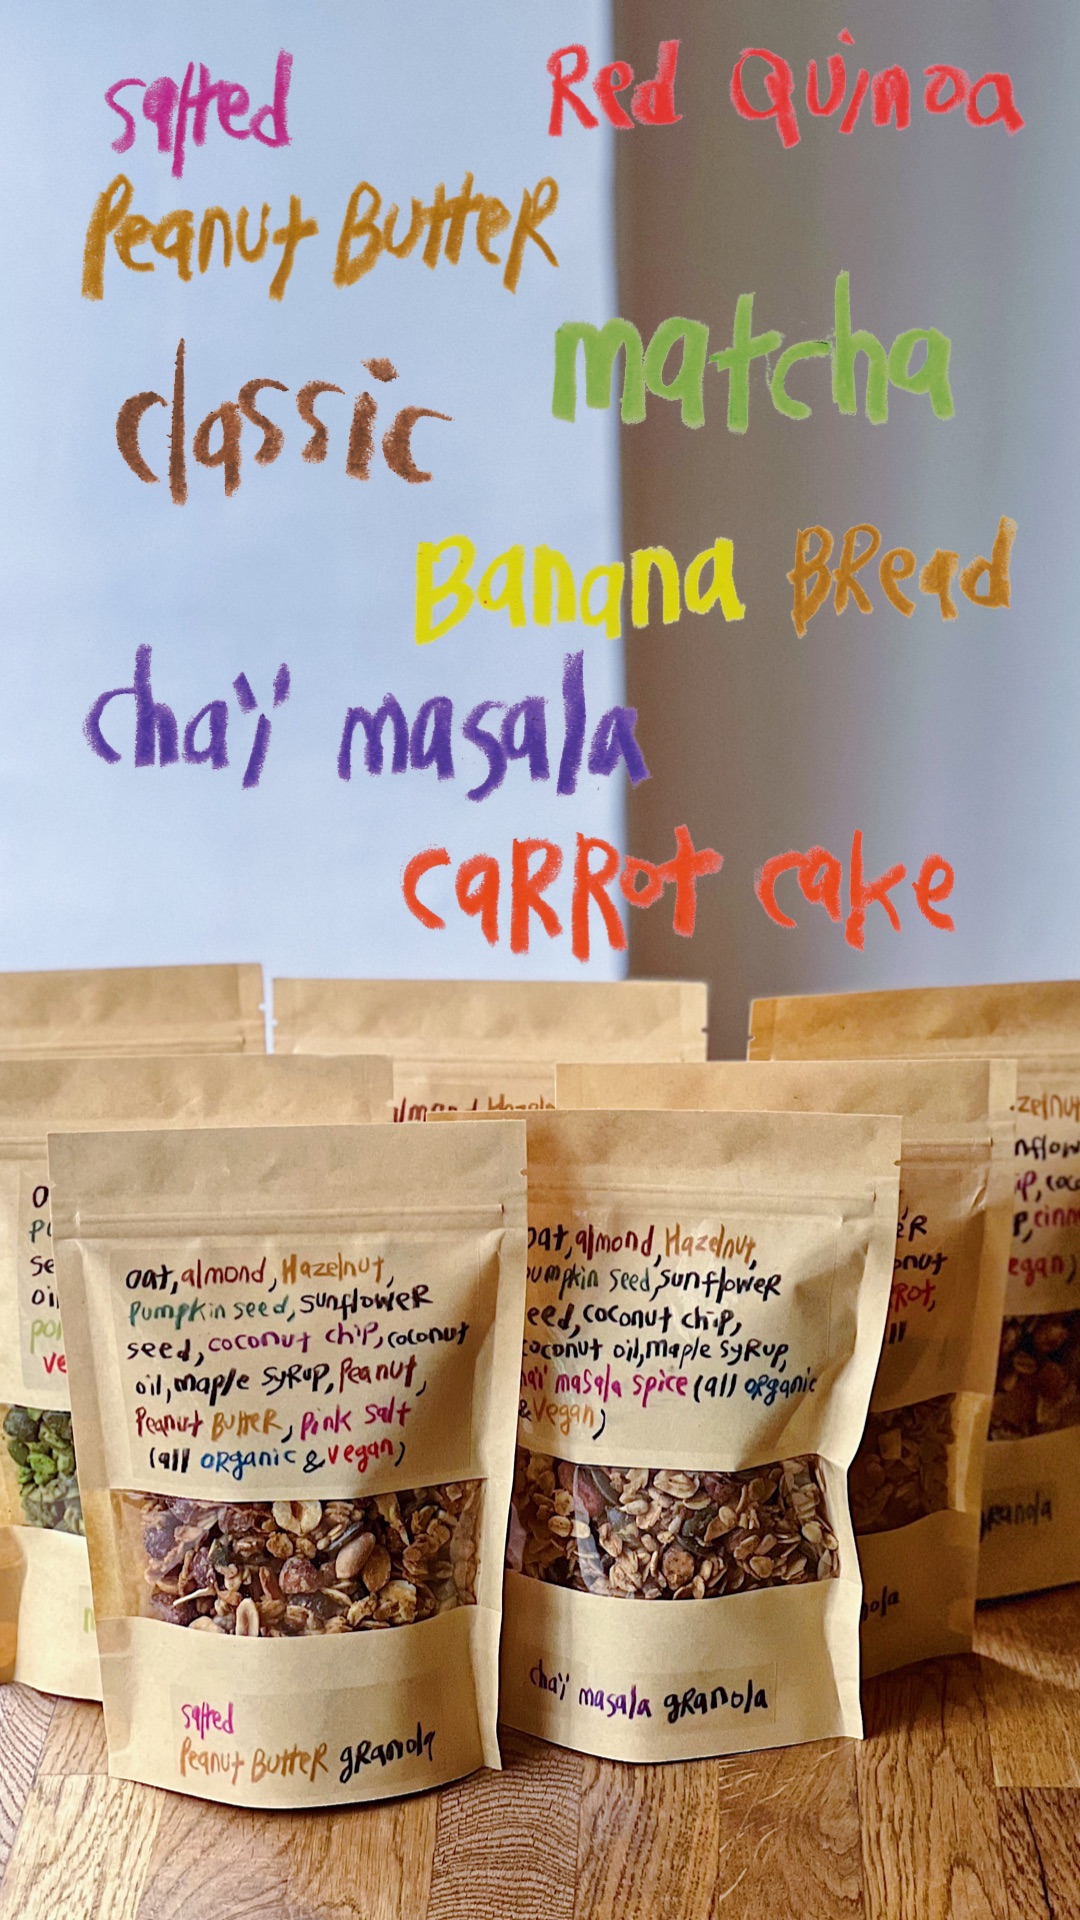 salted
Red Quinoa
Peanut Butter
classic
matcha
Banana Bread
chaï masala
carrot cake
oat, almond, Hazelnut,
pumpkin seed, sunflower
seed, coconut chip, coconut
oil, maple syrup, Peanut,
Peanut Butter, pink salt
(all organic & vegan)
salted
Peanut Butter granola
oat, almond, Hazelnut,
pumpkin seed, sunflower
seed, coconut chip,
coconut oil, maple syrup,
chaï masala spice (all organic
& vegan)
chaï masala granola